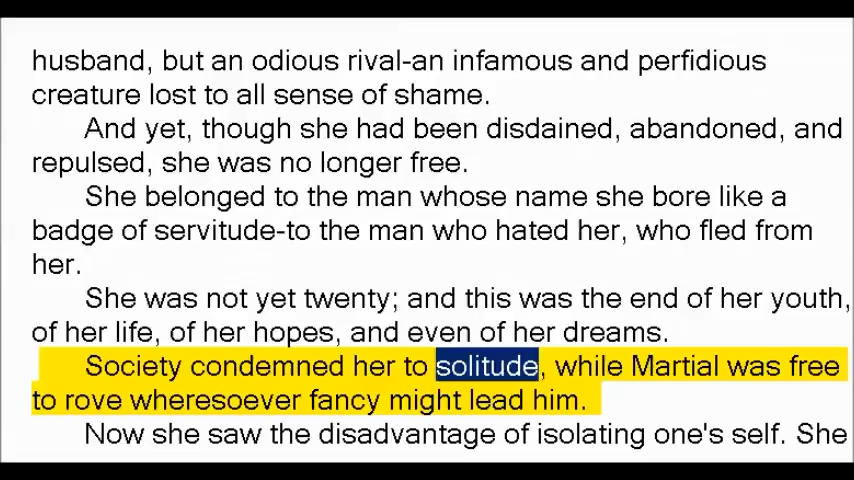 husband, but an odious rival-an infamous and perfidious
creature lost to all sense of shame.
And yet, though she had been disdained, abandoned, and
repulsed, she was no longer free.
She belonged to the man whose name she bore like a
badge of servitude-to the man who hated her, who fled from
her.
She was not yet twenty; and this was the end of her youth,
of her life, of her hopes, and even of her dreams.
Society condemned her to solitude, while Martial was free
to rove wheresoever fancy might lead him.
Now she saw the disadvantage of isolating one's self. She